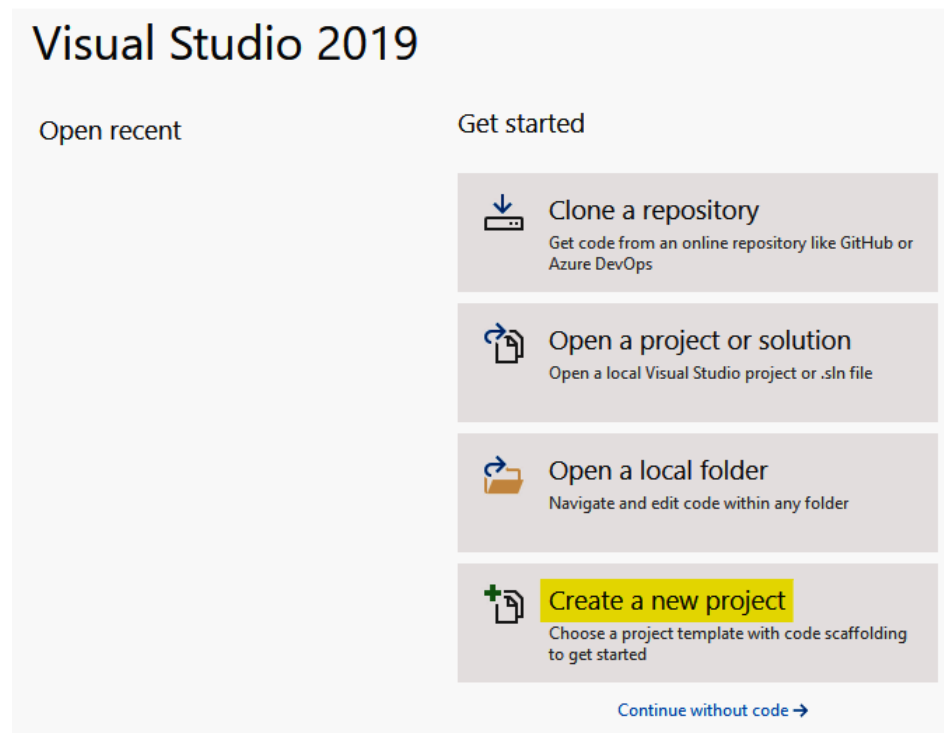 Visual Studio 2019
Open recent
Get started
Clone a repository
Get code from an online repository like GitHub or
Azure DevOps
Open a project or solution
Open a local Visual Studio project or .sln file
Open a local folder
Navigate and edit code within any folder
Create a new project
Choose a project template with code scaffolding
to get started
Continue without code →